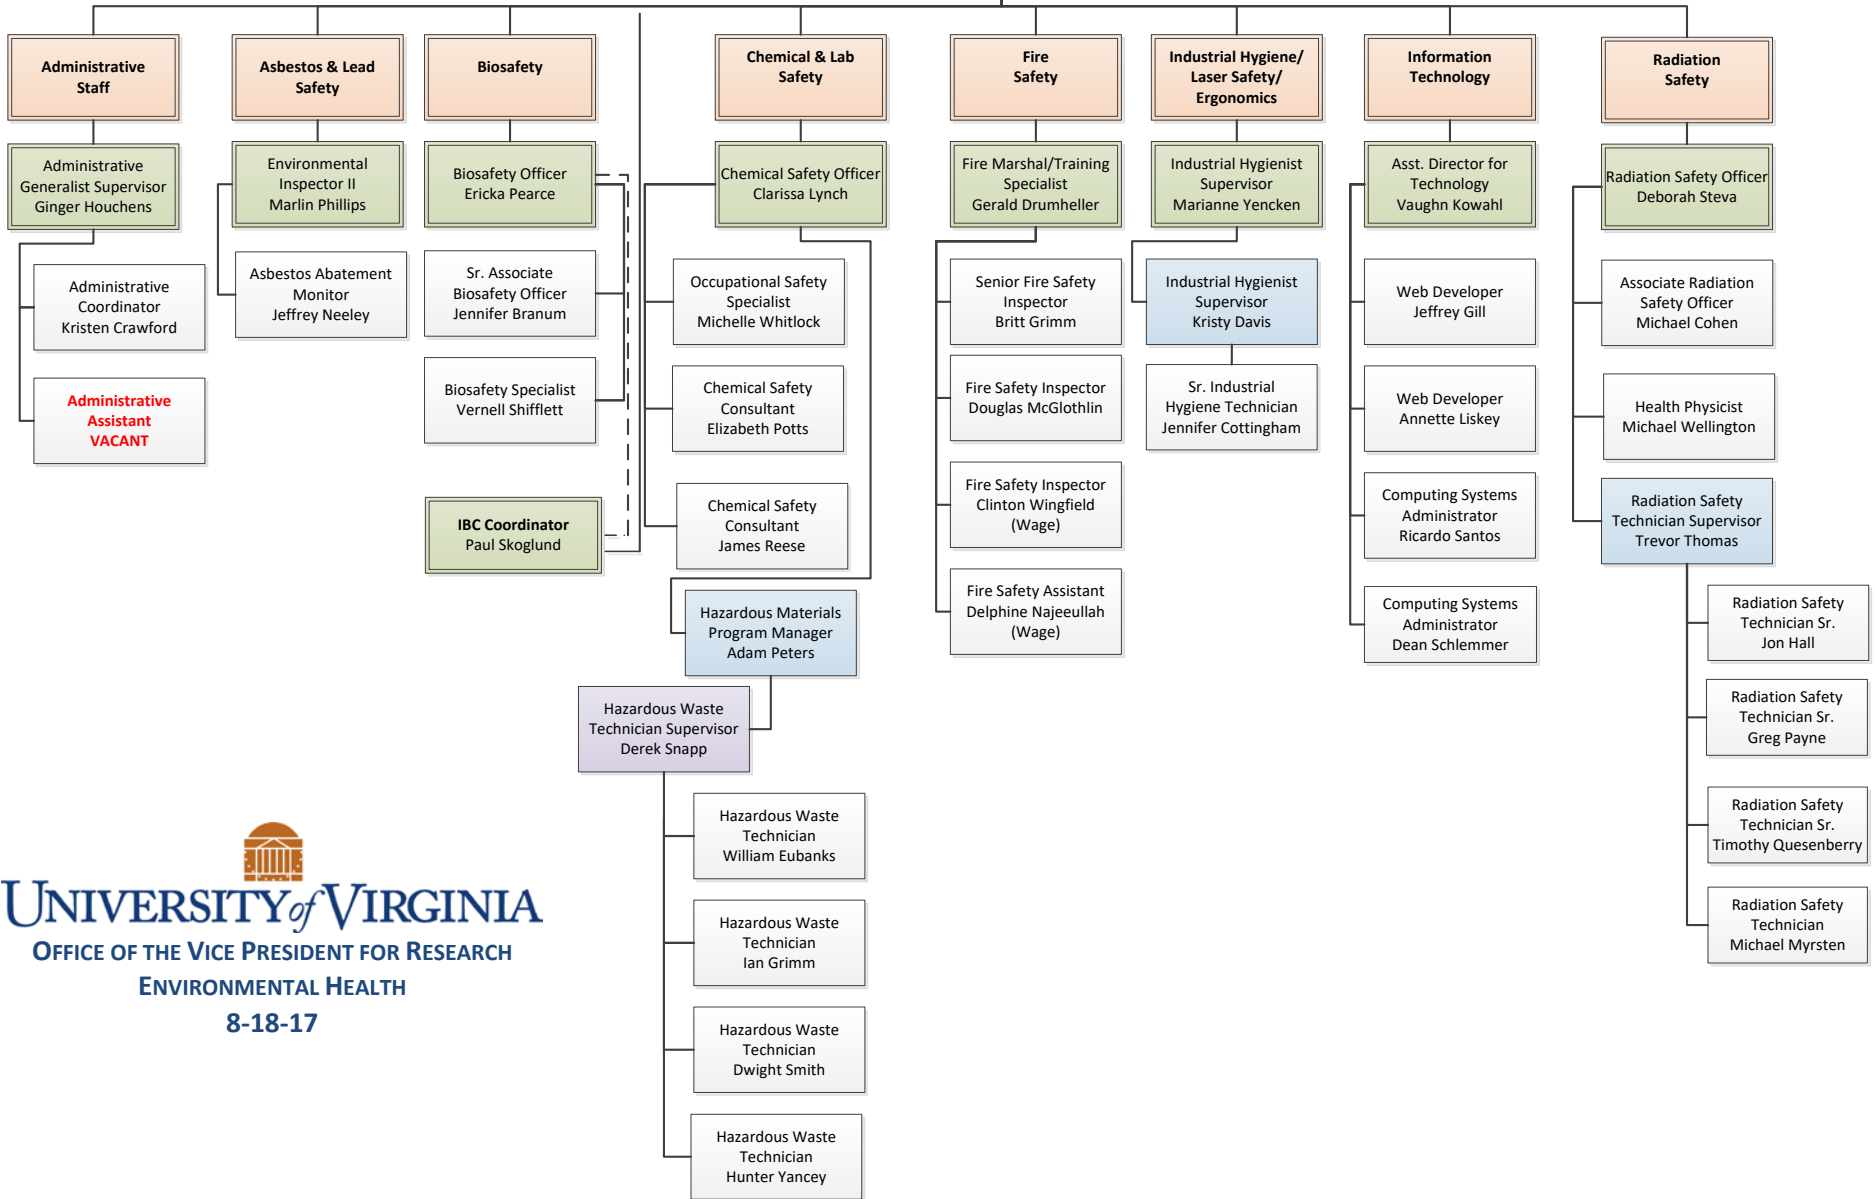 Administrative
Staff
Asbestos & Lead
Safety
Biosafety
Chemical & Lab
Safety
Fire
Safety
Industrial Hygiene/
Laser Safety/
Ergonomics
Information
Technology
Radiation
Safety
Administrative
Generalist Supervisor
Ginger Houchens
Administrative
Coordinator
Kristen Crawford
Administrative
Assistant
VACANT
Environmental
Inspector II
Marlin Phillips
Asbestos Abatement
Monitor
Jeffrey Neeley
Biosafety Officer
Ericka Pearce
Sr. Associate
Biosafety Officer
Jennifer Branum
Biosafety Specialist
Vernell Shifflett
IBC Coordinator
Paul Skoglund
Chemical Safety Officer
Clarissa Lynch
Occupational Safety
Specialist
Michelle Whitlock
Chemical Safety
Consultant
Elizabeth Potts
Chemical Safety
Consultant
James Reese
Hazardous Materials
Program Manager
Adam Peters
Hazardous Waste
Technician Supervisor
Derek Snapp
Hazardous Waste
Technician
William Eubanks
Hazardous Waste
Technician
Ian Grimm
Hazardous Waste
Technician
Dwight Smith
Hazardous Waste
Technician
Hunter Yancey
Fire Marshal/Training
Specialist
Gerald Drumheller
Senior Fire Safety
Inspector
Britt Grimm
Fire Safety Inspector
Douglas McGlothlin
Fire Safety Inspector
Clinton Wingfield
(Wage)
Fire Safety Assistant
Delphine Najeeullah
(Wage)
Industrial Hygienist
Supervisor
Marianne Yencken
Industrial Hygienist
Supervisor
Kristy Davis
Sr. Industrial
Hygiene Technician
Jennifer Cottingham
Asst. Director for
Technology
Vaughn Kowahl
Web Developer
Jeffrey Gill
Web Developer
Annette Liskey
Computing Systems
Administrator
Ricardo Santos
Computing Systems
Administrator
Dean Schlemmer
Radiation Safety Officer
Deborah Steva
Associate Radiation
Safety Officer
Michael Cohen
Health Physicist
Michael Wellington
Radiation Safety
Technician Supervisor
Trevor Thomas
Radiation Safety
Technician Sr.
Jon Hall
Radiation Safety
Technician Sr.
Greg Payne
Radiation Safety
Technician Sr.
Timothy Quesenberry
Radiation Safety
Technician
Michael Myrsten
UNIVERSITY of VIRGINIA
OFFICE OF THE VICE PRESIDENT FOR RESEARCH
ENVIRONMENTAL HEALTH
8-18-17